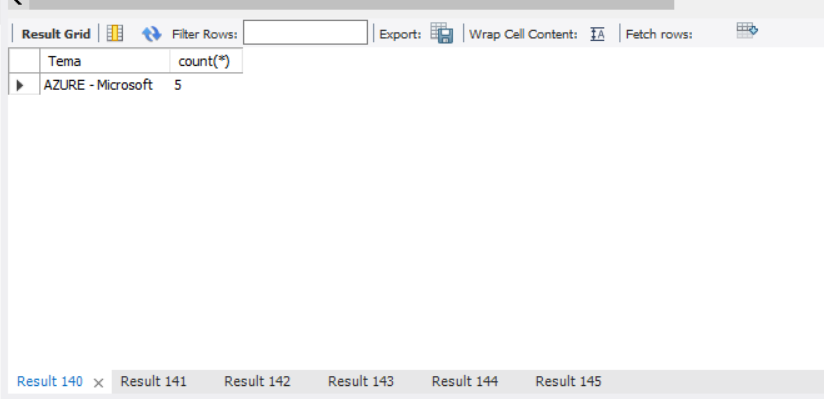 Result Grid Filter Rows: Export: Wrap Cell Content: IA Fetch rows:
Tema count(*)
AZURE - Microsoft 5
Result 140 × Result 141 Result 142 Result 143 Result 144 Result 145